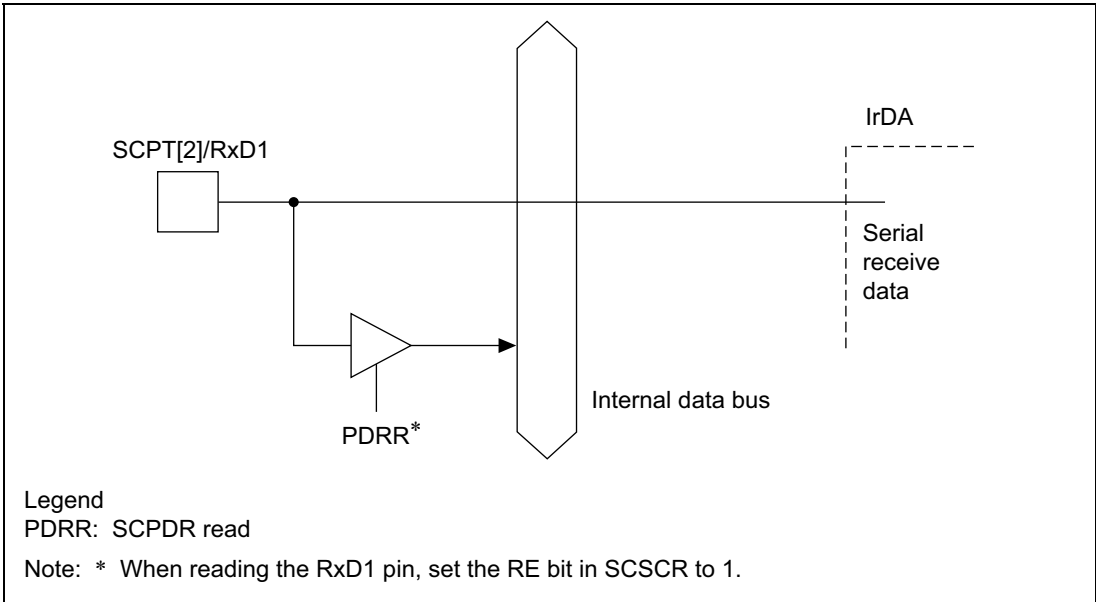 IrDA
SCPT[2]/RxD1
Serial
receive
data
Internal data bus
PDRR*
Legend
PDRR: SCPDR read
Note: * When reading the RxD1 pin, set the RE bit in SCSCR to 1.